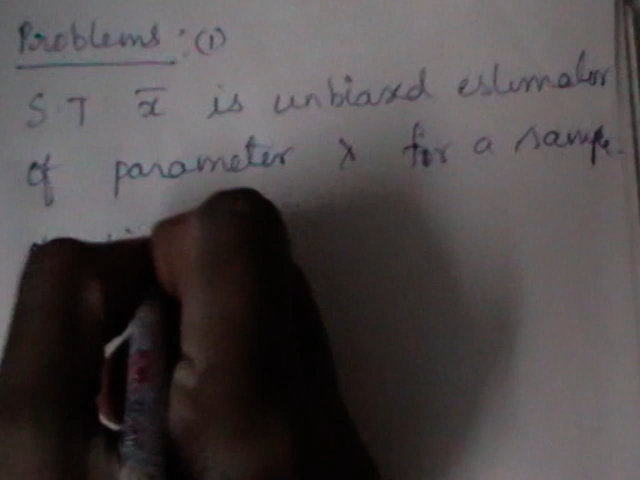 Problems : (1)
S.T x̄ is unbiased estimator
of parameter λ for a sample